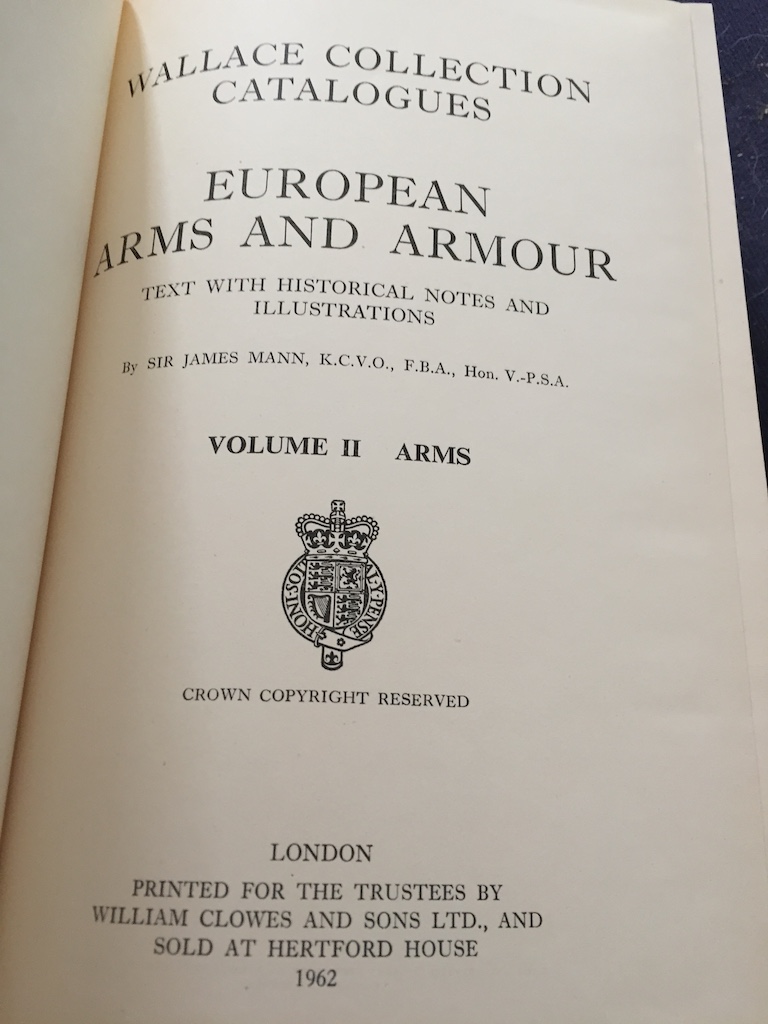 WALLACE COLLECTION
CATALOGUES
EUROPEAN
ARMS AND ARMOUR
TEXT WITH HISTORICAL NOTES AND
ILLUSTRATIONS
By SIR JAMES MANN, K.C.V.O., F.B.A., Hon. V.-P.S.A.
VOLUME II ARMS
HONI·SOIT AL·Y·PENSE
CROWN COPYRIGHT RESERVED
LONDON
PRINTED FOR THE TRUSTEES BY
WILLIAM CLOWES AND SONS LTD., AND
SOLD AT HERTFORD HOUSE
1962